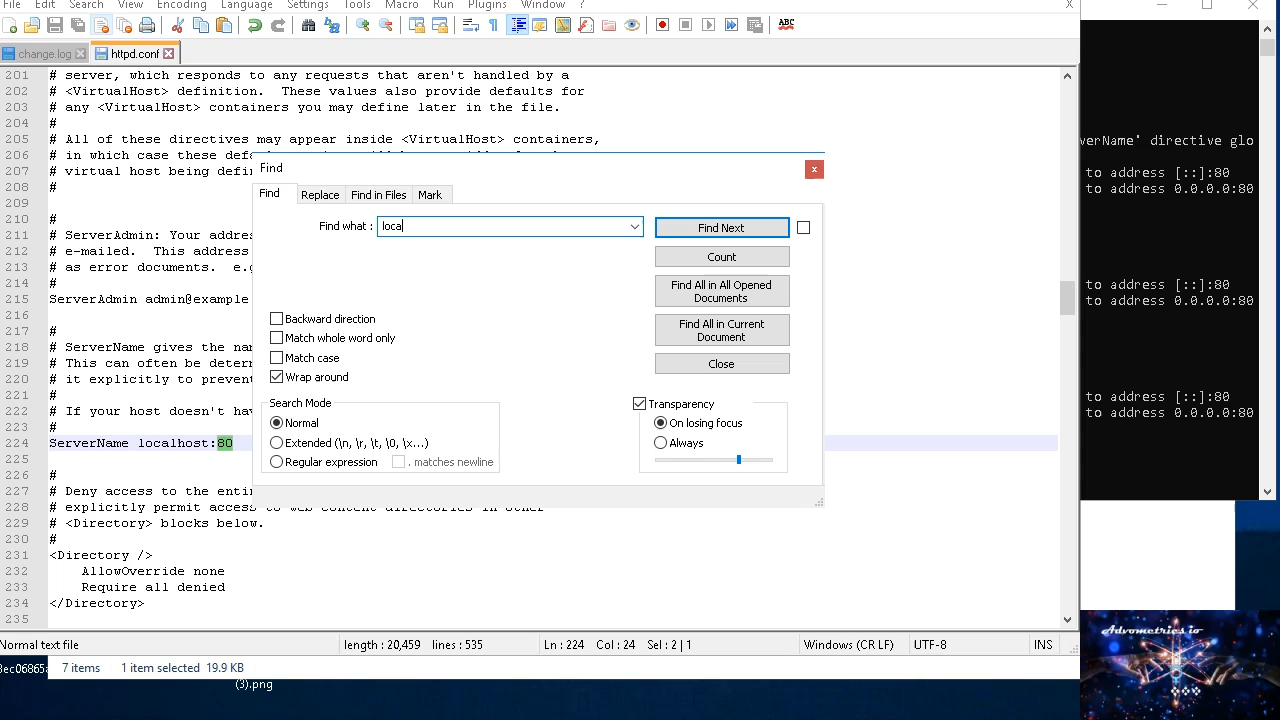 File Edit Search View Encoding Language Settings Tools Macro Run Plugins Window ? X
ABC
change.log httpd.conf
201 # server, which responds to any requests that aren't handled by a
202 # <VirtualHost> definition. These values also provide defaults for
203 # any <VirtualHost> containers you may define later in the file.
204 #
205 # All of these directives may appear inside <VirtualHost> containers,
206 # in which case these
207 # virtual host being
208 #
209
210 #
211 # ServerAdmin: Your
212 # e-mailed. This address
213 # as error documents.
214 #
215 ServerAdmin admin@example
216
217 #
218 # ServerName gives the
219 # This can often be
220 # it explicitly to
221 #
222 # If your host doesn't
223 #
224 ServerName localhost:80
225
226 #
227 # Deny access to the
228 # explicitly permit access to web content directories in other
229 # <Directory> blocks below.
230 #
231 <Directory />
232 AllowOverride none
233 Require all denied
234 </Directory>
235
Find
Find Replace Find in Files Mark
Find what : loca
Find Next
Count
Find All in All Opened
Documents
Find All in Current
Document
Close
Backward direction
Match whole word only
Match case
Wrap around
Search Mode
Normal
Extended (\n, \r, \t, \0, \x...)
Regular expression . matches newline
Transparency
On losing focus
Always
Normal text file length : 20,459 lines : 535 Ln : 224 Col : 24 Sel : 2 | 1 Windows (CR LF) UTF-8 INS
7 items 1 item selected 19.9 KB
(3).png
verName' directive glo
to address [::]:80
to address 0.0.0.0:80
to address [::]:80
to address 0.0.0.0:80
to address [::]:80
to address 0.0.0.0:80
Advometrics io